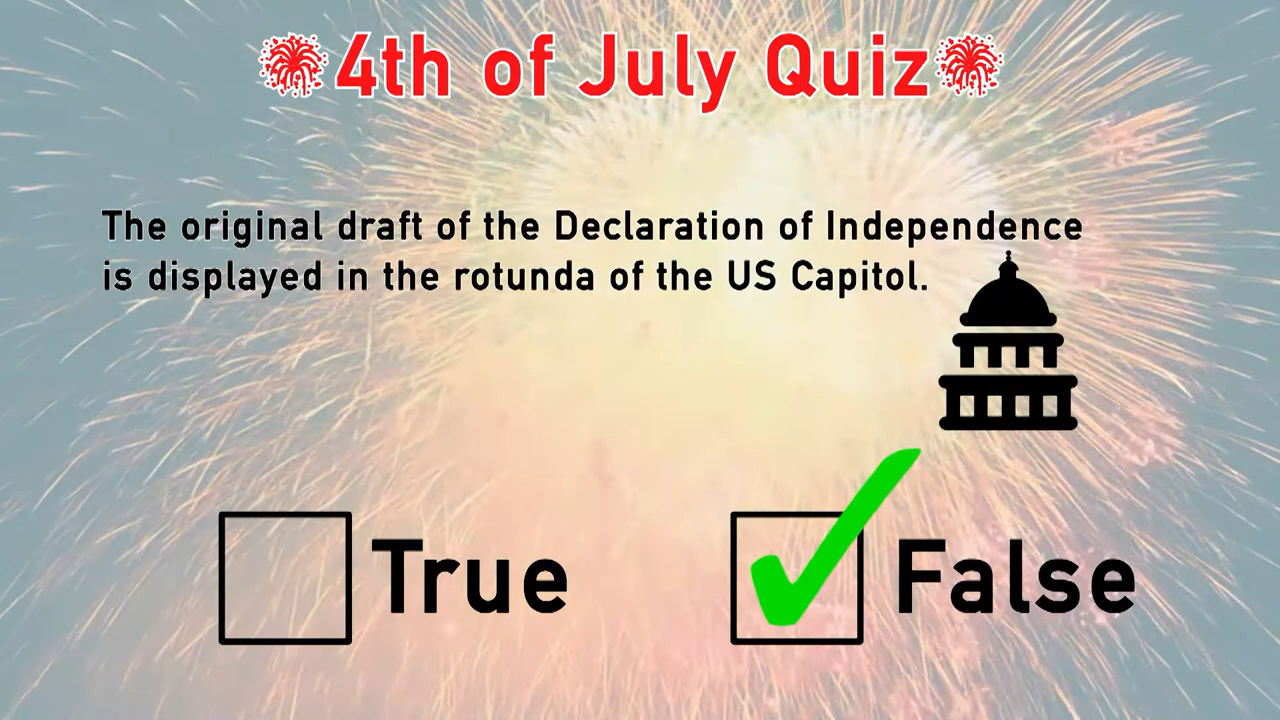 4th of July Quiz
The original draft of the Declaration of Independence
is displayed in the rotunda of the US Capitol.
True
False